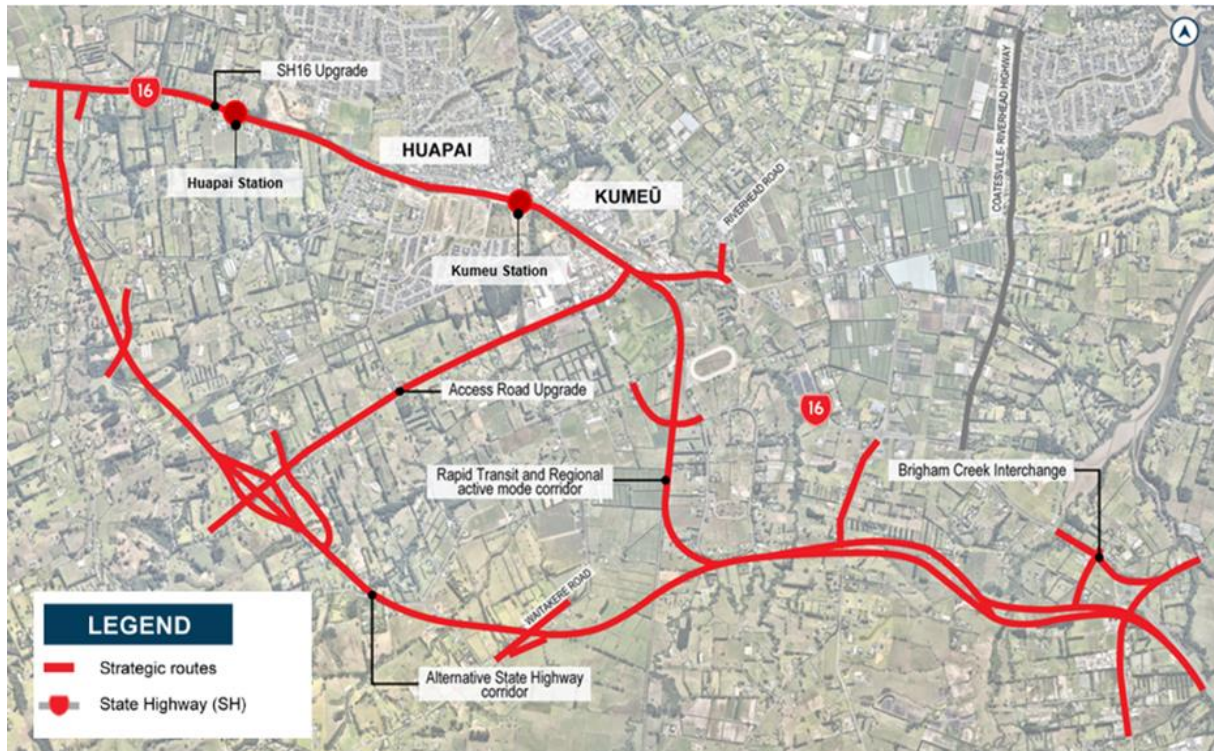 SH16 Upgrade
16
HUAPAI
Huapai Station
KUMEŪ
RIVERHEAD ROAD
COATESVILLE- RIVERHEAD HIGHWAY
Kumeu Station
Access Road Upgrade
16
Rapid Transit and Regional
active mode corridor
Brigham Creek Interchange
WAITAKERE ROAD
Alternative State Highway
corridor
LEGEND
Strategic routes
State Highway (SH)